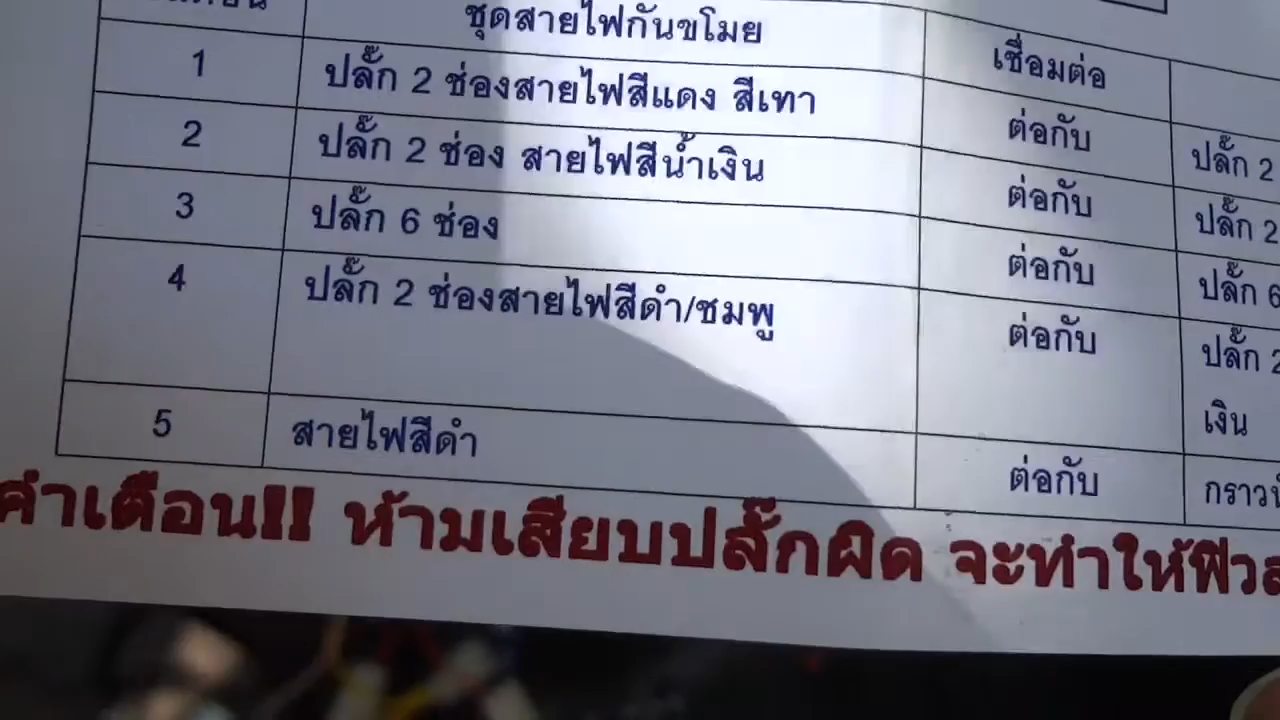 ชุดสายไฟกันขโมย เชื่อมต่อ
1 ปลั๊ก 2 ช่องสายไฟสีแดง สีเทา ต่อกับ ปลั๊ก 2
2 ปลั๊ก 2 ช่อง สายไฟสีน้ำเงิน ต่อกับ ปลั๊ก 2
3 ปลั๊ก 6 ช่อง ต่อกับ ปลั๊ก 6
4 ปลั๊ก 2 ช่องสายไฟสีดำ/ชมพู ต่อกับ ปลั๊ก 2
เงิน
5 สายไฟสีดำ ต่อกับ
คำเตือน!! ห้ามเสียบปลั๊กผิด จะทำให้